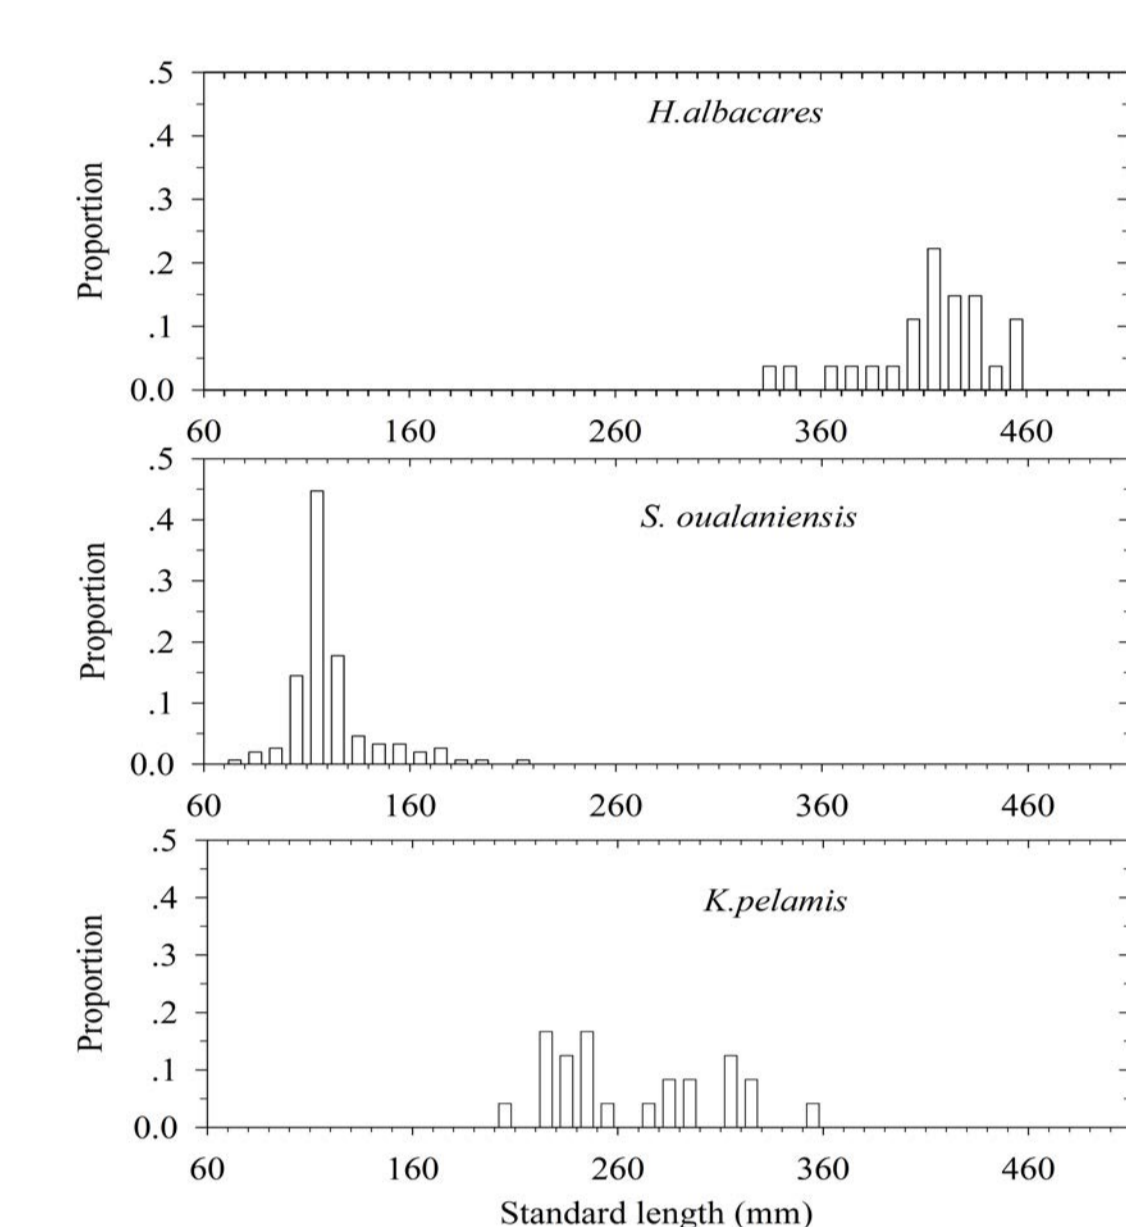 .5
H.albacares
.4
.3
.2
.1
0.0
Proportion
60 160 260 360 460
.5
S. oualaniensis
.4
.3
.2
.1
0.0
Proportion
60 160 260 360 460
.5
K.pelamis
.4
.3
.2
.1
0.0
Proportion
60 160 260 360 460
Standard length (mm)